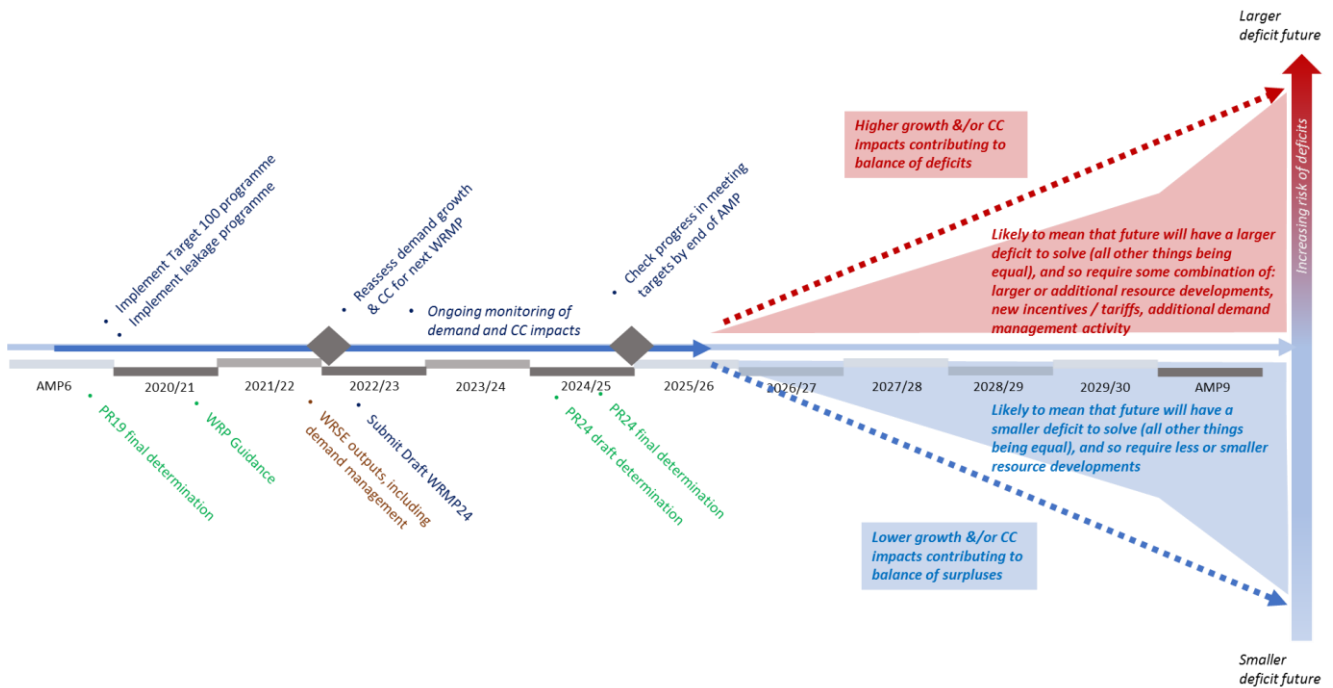 Larger
deficit future
Increasing risk of deficits
Higher growth &/or CC
impacts contributing to
balance of deficits
• Implement Target 100 programme
• Implement leakage programme
• Reassess demand growth
& CC for next WRMP
• Ongoing monitoring of
demand and CC impacts
• Check progress in meeting
targets by end of AMP
Likely to mean that future will have a larger
deficit to solve (all other things being
equal), and so require some combination of:
larger or additional resource developments,
new incentives / tariffs, additional demand
management activity
AMP6
2020/21
2021/22
2022/23
2023/24
2024/25
2025/26
2026/27
2027/28
2028/29
2029/30
AMP9
• PR19 final determination
• WRP Guidance
• WRSE outputs, including
demand management
• Submit Draft WRMP24
• PR24 draft determination
• PR24 final determination
Likely to mean that future will have a
smaller deficit to solve (all other things
being equal), and so require less or smaller
resource developments
Lower growth &/or CC
impacts contributing to
balance of surpluses
Smaller
deficit future